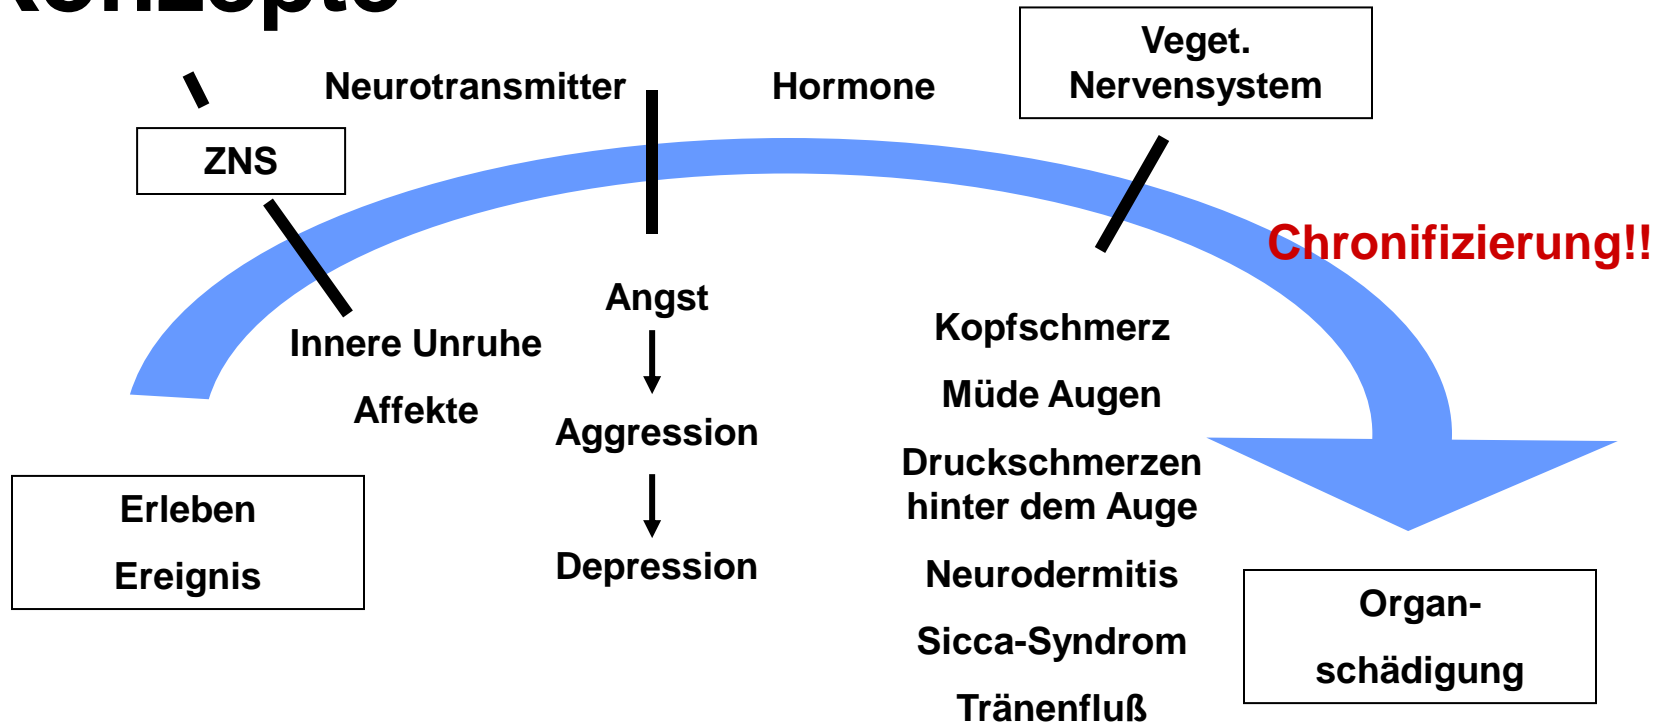 Konzepte
Veget.
Nervensystem
Neurotransmitter
Hormone
ZNS
Chronifizierung!!
Innere Unruhe
Affekte
Angst
Aggression
Depression
Kopfschmerz
Müde Augen
Druckschmerzen
hinter dem Auge
Neurodermitis
Sicca-Syndrom
Tränenfluß
Erleben
Ereignis
Organ-
schädigung